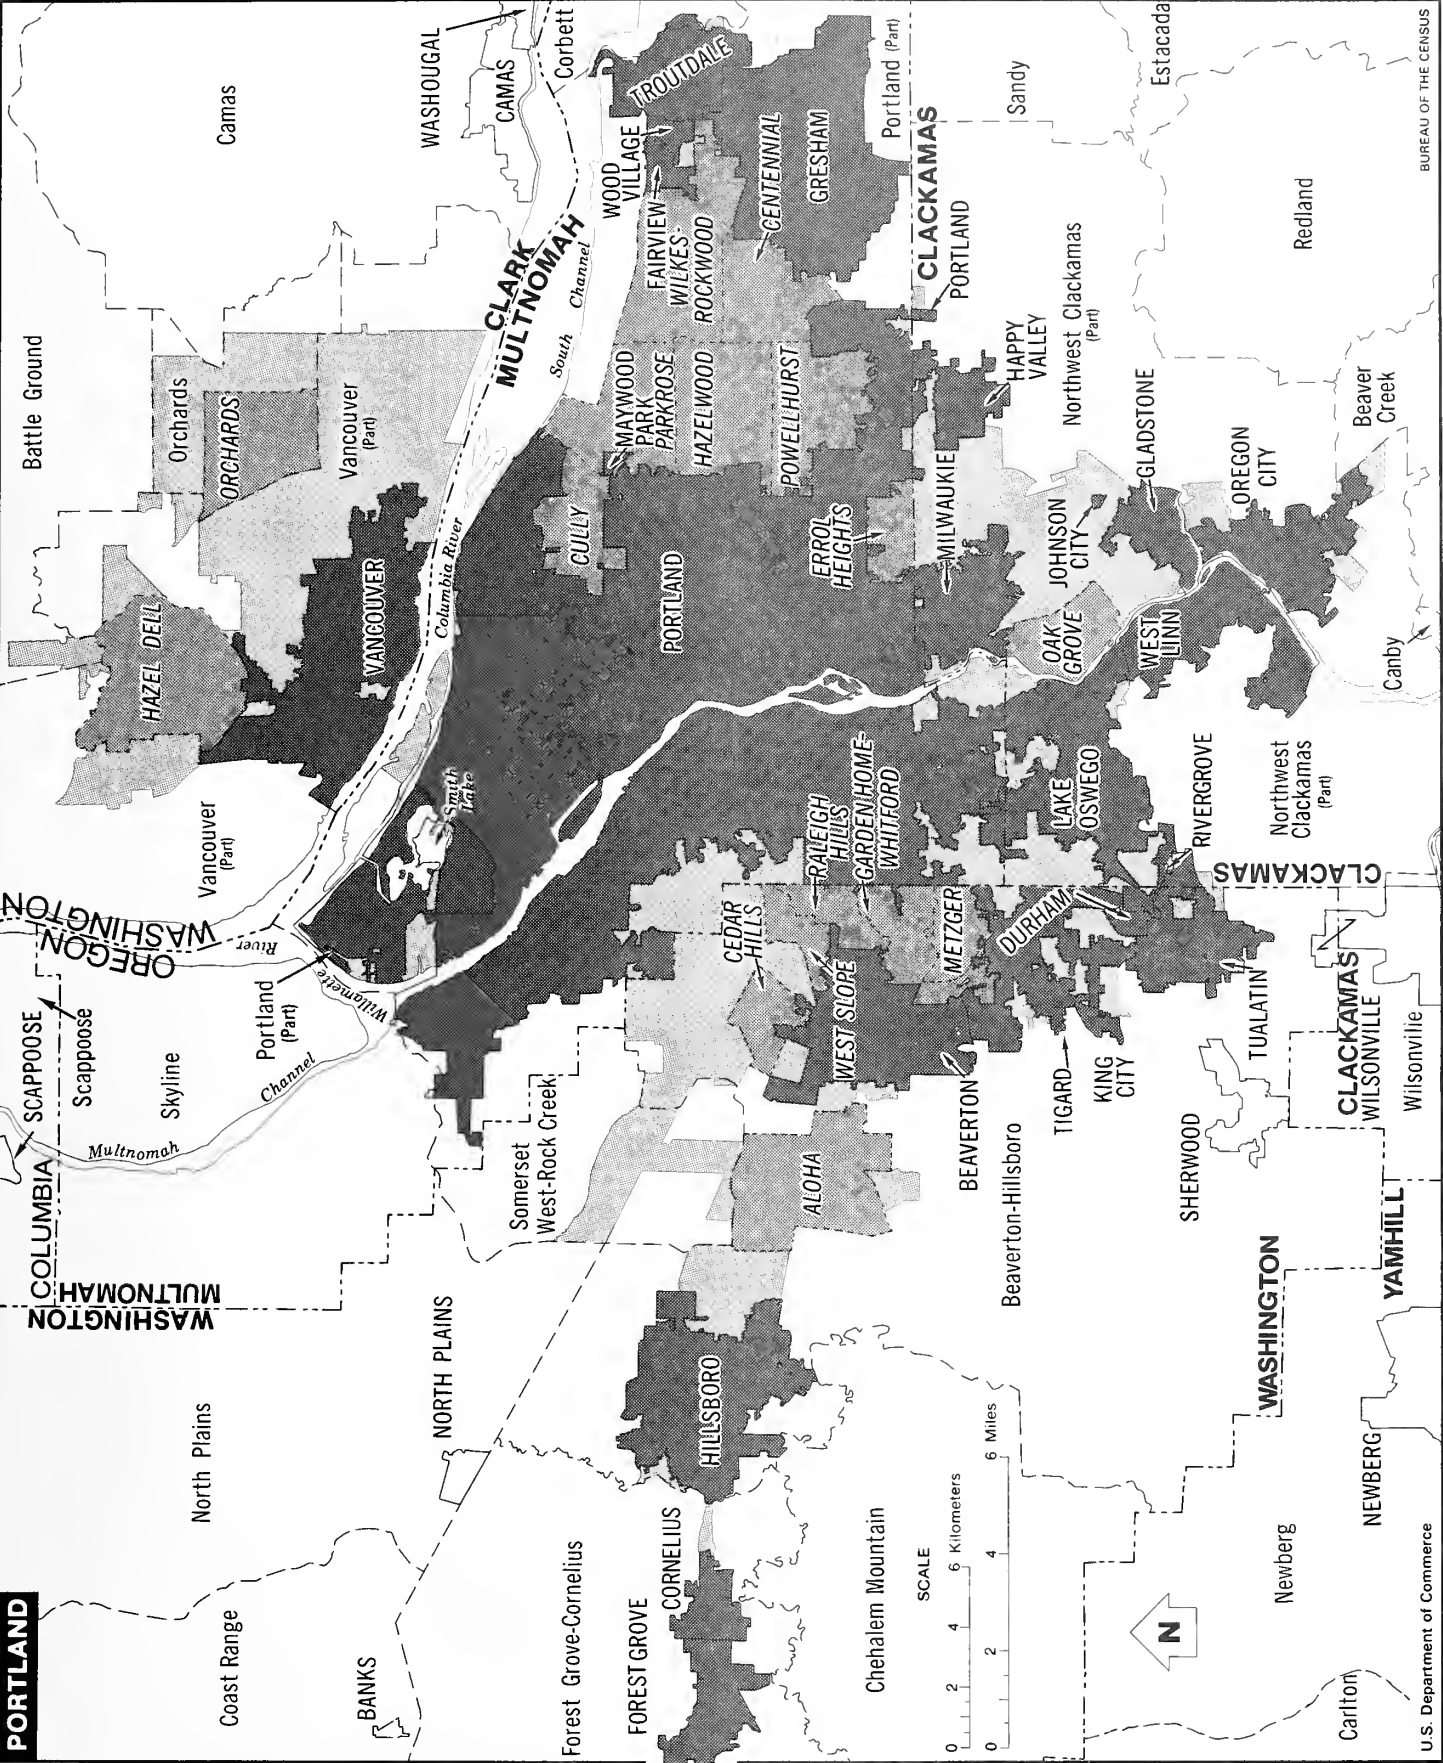 PORTLAND
Battle Ground
Camas
WASHOUGAL
CAMAS
Corbett
Orchards
ORCHARDS
Vancouver
(Part)
HAZEL DELL
VANCOUVER
Vancouver
(Part)
CLARK
MULTNOMAH
Columbia River
South Channel
Smith
Lake
OREGON
WASHINGTON
Willamette River
Portland
(Part)
Multnomah Channel
SCAPPOOSE
Scappoose
Skyline
COLUMBIA
MULTNOMAH
WASHINGTON
North Plains
NORTH PLAINS
Coast Range
BANKS
TROUTDALE
WOOD
VILLAGE
FAIRVIEW
WILKES-
ROCKWOOD
CENTENNIAL
GRESHAM
Portland (Part)
CLACKAMAS
PORTLAND
Sandy
Estacada
MAYWOOD
PARK
PARKROSE
HAZELWOOD
POWELLHURST
CULLY
PORTLAND
ERROL
HEIGHTS
HAPPY
VALLEY
Northwest Clackamas
(Part)
Redland
MILWAUKIE
JOHNSON
CITY
GLADSTONE
OREGON
CITY
Beaver
Creek
OAK
GROVE
WEST
LINN
Canby
LAKE
OSWEGO
RIVERGROVE
Northwest
Clackamas
(Part)
CLACKAMAS
RALEIGH
HILLS
GARDEN HOME-
WHITFORD
CEDAR
HILLS
METZGER
DURHAM
WEST SLOPE
TUALATIN
CLACKAMAS
WILSONVILLE
Wilsonville
Somerset
West-Rock Creek
BEAVERTON
TIGARD
KING
CITY
SHERWOOD
ALOHA
Beaverton-Hillsboro
HILLSBORO
WASHINGTON
YAMHILL
Forest Grove-Cornelius
FOREST GROVE
CORNELIUS
Chehalem Mountain
NEWBERG
Newberg
Carlton
SCALE
0 2 4 6 Kilometers
0 2 4 6 Miles
N
U.S. Department of Commerce
BUREAU OF THE CENSUS